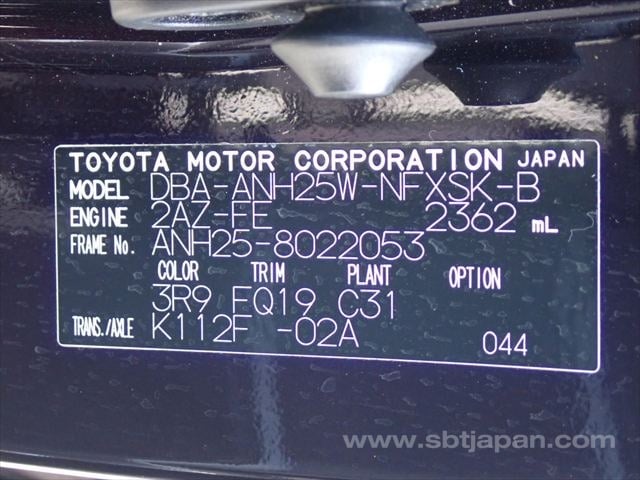 TOYOTA MOTOR CORPORATION JAPAN
MODEL DBA-ANH25W-NFXSK-B
ENGINE 2AZ-FE 2362 mL
FRAME No. ANH25-8022053
COLOR TRIM PLANT OPTION
3R9 FQ19 C31
TRANS./AXLE K112F -02A 044
www.sbtjapan.com